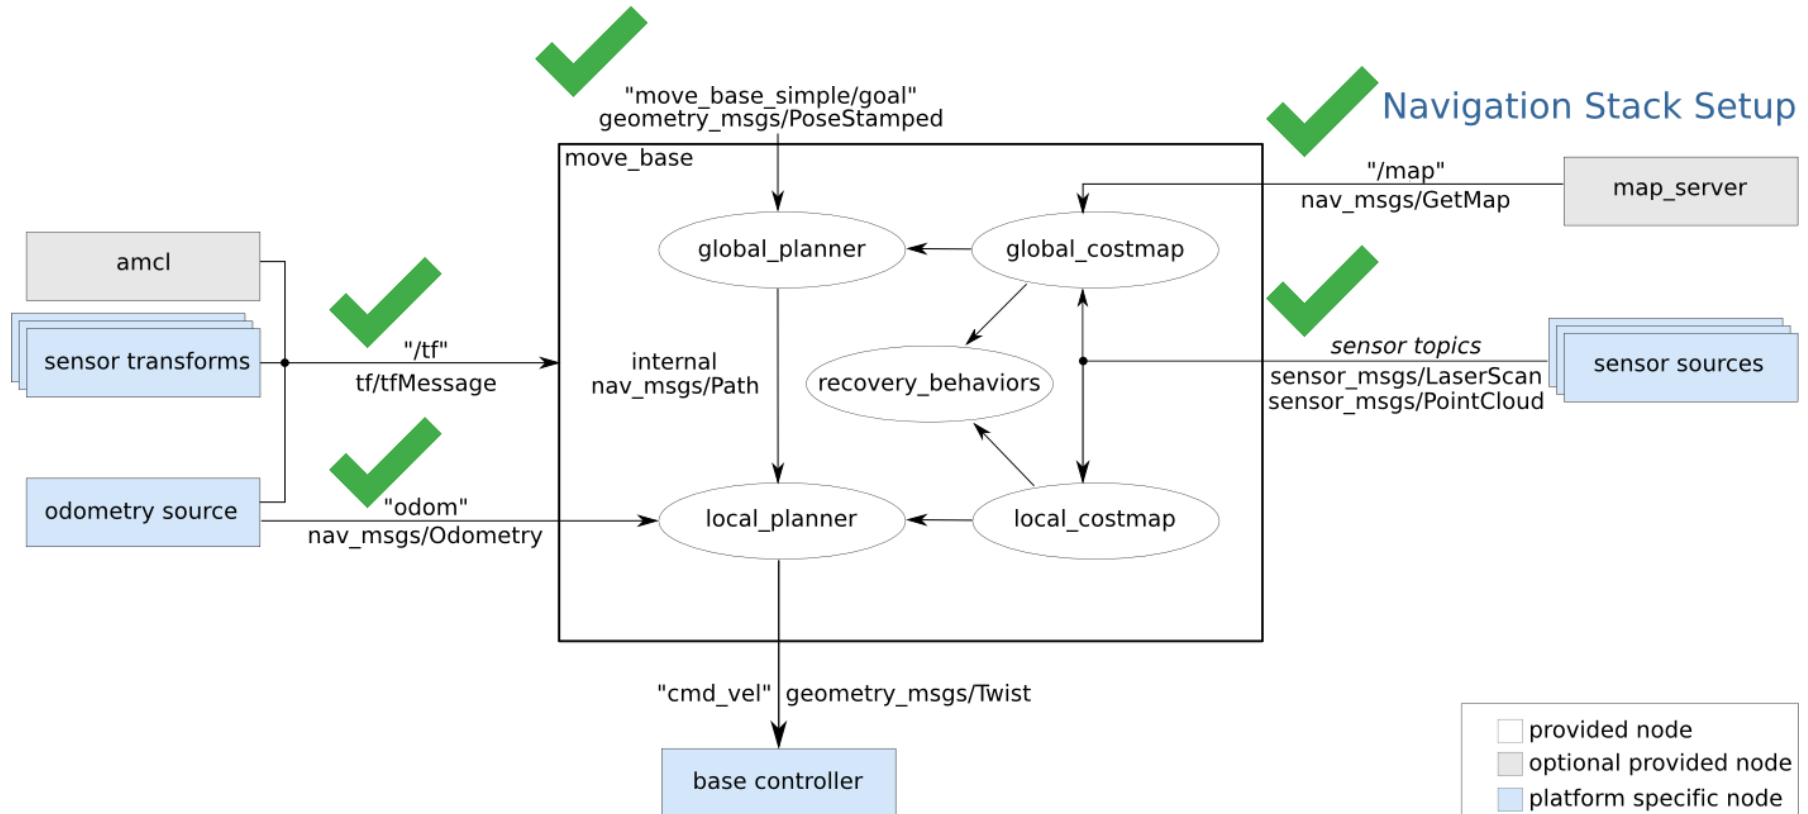 "move_base_simple/goal"
geometry_msgs/PoseStamped
Navigation Stack Setup
move_base
"/map"
nav_msgs/GetMap
map_server
amcl
global_planner
global_costmap
sensor transforms
"/tf"
tf/tfMessage
internal
nav_msgs/Path
recovery_behaviors
sensor topics
sensor_msgs/LaserScan
sensor_msgs/PointCloud
sensor sources
odometry source
"odom"
nav_msgs/Odometry
local_planner
local_costmap
"cmd_vel"
geometry_msgs/Twist
base controller
provided node
optional provided node
platform specific node